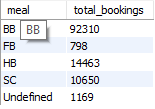 meal total_bookings
BB 92310
BB
FB 798
HB 14463
SC 10650
Undefined 1169